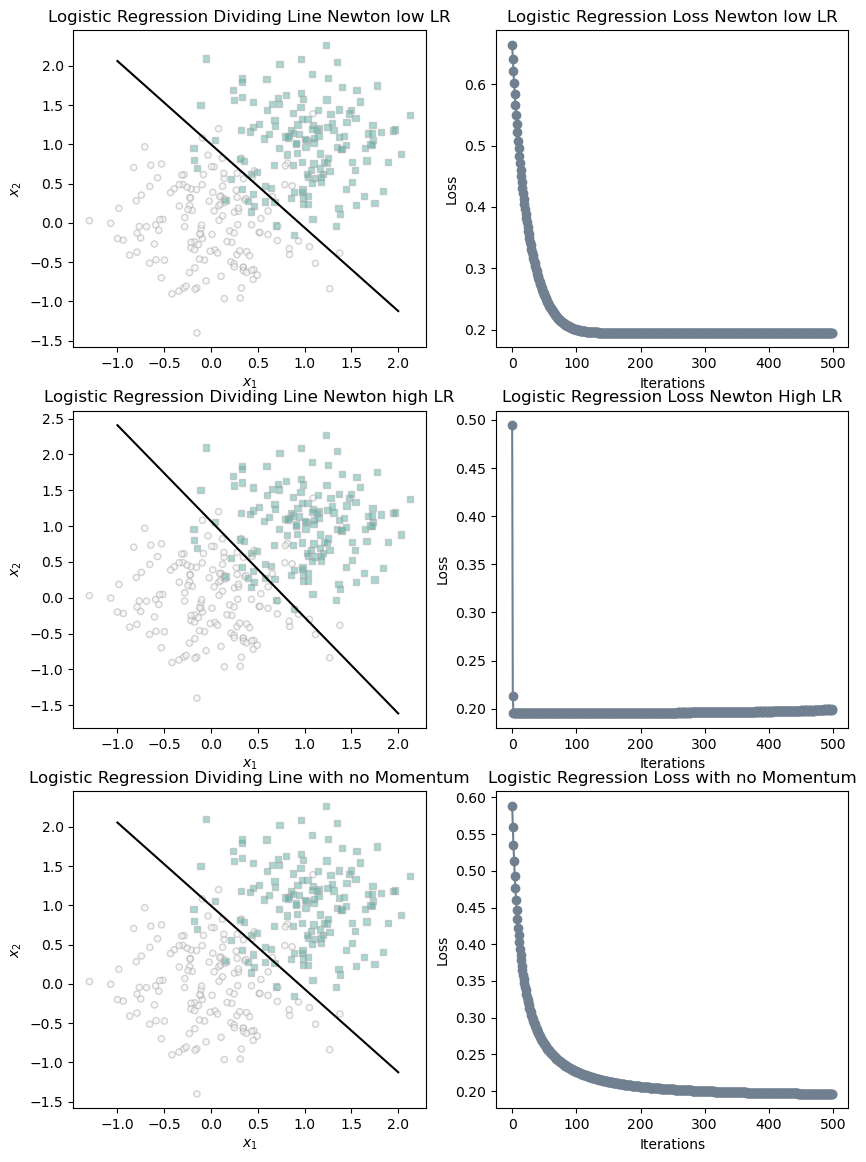 Logistic Regression Dividing Line Newton low LR
Logistic Regression Loss Newton low LR
2.0
1.5
1.0
0.5
0.0
−0.5
−1.0
−1.5
x2
−1.0 −0.5 0.0 0.5 1.0 1.5 2.0
x1
0.6
0.5
0.4
0.3
0.2
Loss
0 100 200 300 400 500
Iterations
Logistic Regression Dividing Line Newton high LR
Logistic Regression Loss Newton High LR
2.5
2.0
1.5
1.0
0.5
0.0
−0.5
−1.0
−1.5
x2
−1.0 −0.5 0.0 0.5 1.0 1.5 2.0
x1
0.50
0.45
0.40
0.35
0.30
0.25
0.20
Loss
0 100 200 300 400 500
Iterations
Logistic Regression Dividing Line with no Momentum
Logistic Regression Loss with no Momentum
2.0
1.5
1.0
0.5
0.0
−0.5
−1.0
−1.5
x2
−1.0 −0.5 0.0 0.5 1.0 1.5 2.0
x1
0.60
0.55
0.50
0.45
0.40
0.35
0.30
0.25
0.20
Loss
0 100 200 300 400 500
Iterations